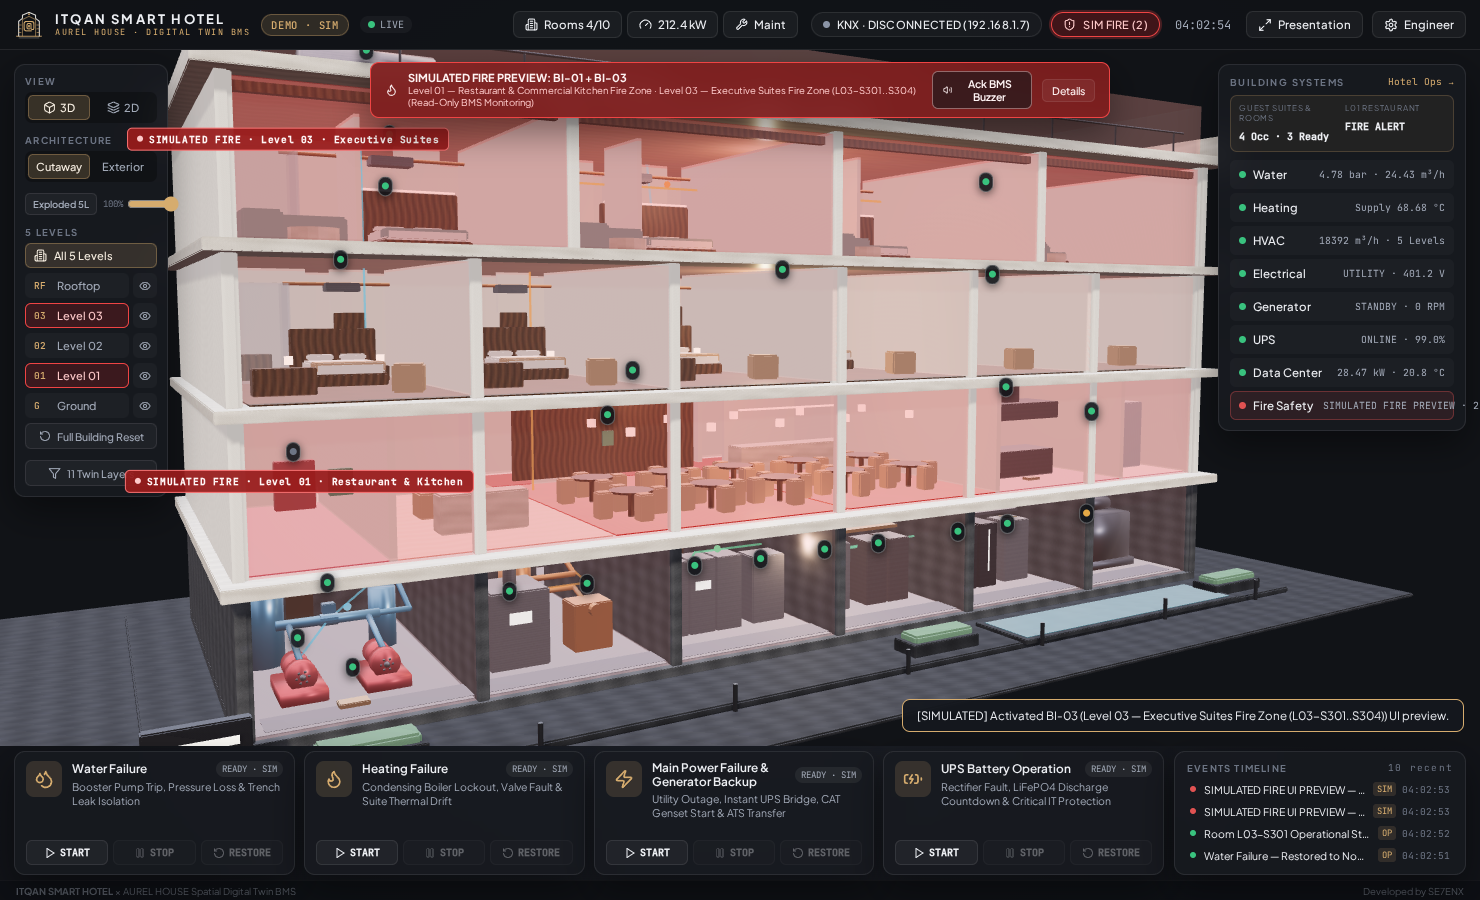 ITQAN SMART HOTEL
AUREL HOUSE · DIGITAL TWIN BMS
DEMO · SIM
LIVE
Rooms 4/10
212.4 kW
Maint
KNX · DISCONNECTED (192.168.1.7)
SIM FIRE (2)
04:02:54
Presentation
Engineer
VIEW
3D
2D
ARCHITECTURE
Cutaway
Exterior
Exploded 5L
100%
5 LEVELS
All 5 Levels
RF Rooftop
03 Level 03
02 Level 02
01 Level 01
G Ground
Full Building Reset
11 Twin Laye
SIMULATED FIRE PREVIEW: BI-01 + BI-03
Level 01 — Restaurant & Commercial Kitchen Fire Zone · Level 03 — Executive Suites Fire Zone (L03-S301..S304)
(Read-Only BMS Monitoring)
Ack BMS
Buzzer
Details
SIMULATED FIRE · Level 03 · Executive Suites
SIMULATED FIRE · Level 01 · Restaurant & Kitchen
BUILDING SYSTEMS
Hotel Ops →
GUEST SUITES &
ROOMS
4 Occ · 3 Ready
L01 RESTAURANT
FIRE ALERT
Water 4.78 bar · 24.43 m³/h
Heating Supply 68.68 °C
HVAC 18392 m³/h · 5 Levels
Electrical UTILITY · 401.2 V
Generator STANDBY · 0 RPM
UPS ONLINE · 99.0%
Data Center 28.47 kW · 20.8 °C
Fire Safety SIMULATED FIRE PREVIEW · 2
[SIMULATED] Activated BI-03 (Level 03 — Executive Suites Fire Zone (L03-S301..S304)) UI preview.
Water Failure
READY · SIM
Booster Pump Trip, Pressure Loss & Trench
Leak Isolation
START
STOP
RESTORE
Heating Failure
READY · SIM
Condensing Boiler Lockout, Valve Fault &
Suite Thermal Drift
START
STOP
RESTORE
Main Power Failure &
Generator Backup
READY · SIM
Utility Outage, Instant UPS Bridge, CAT
Genset Start & ATS Transfer
START
STOP
RESTORE
UPS Battery Operation
READY · SIM
Rectifier Fault, LiFePO4 Discharge
Countdown & Critical IT Protection
START
STOP
RESTORE
EVENTS TIMELINE
10 recent
SIMULATED FIRE UI PREVIEW — ... SIM 04:02:53
SIMULATED FIRE UI PREVIEW — ... SIM 04:02:53
Room L03-S301 Operational St... OP 04:02:52
Water Failure — Restored to No... OP 04:02:51
ITQAN SMART HOTEL × AUREL HOUSE Spatial Digital Twin BMS
Developed by SE7ENX